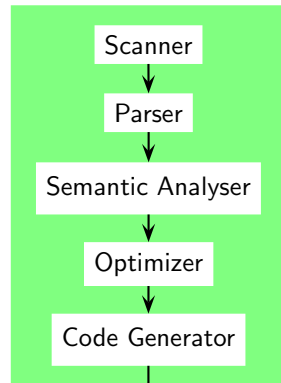 Scanner
Parser
Semantic Analyser
Optimizer
Code Generator